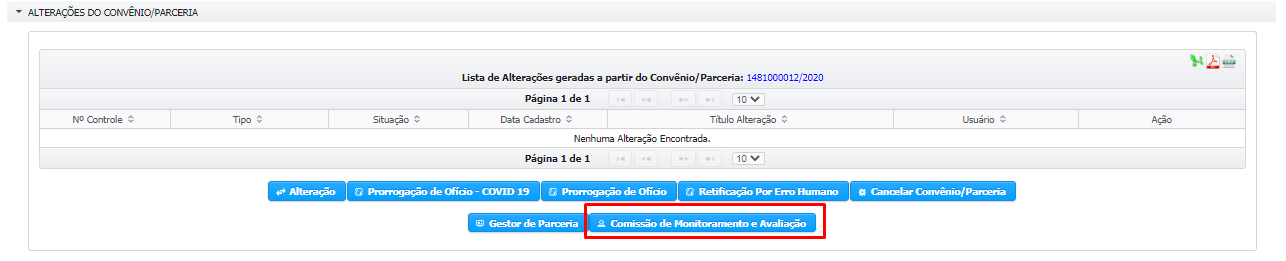 ALTERAÇÕES DO CONVÊNIO/PARCERIA
Lista de Alterações geradas a partir do Convênio/Parceria: 1481000012/2020
Página 1 de 1 10
Nº Controle Tipo Situação Data Cadastro Título Alteração Usuário Ação
Nenhuma Alteração Encontrada.
Página 1 de 1 10
Alteração Prorrogação de Ofício - COVID 19 Prorrogação de Ofício Retificação Por Erro Humano Cancelar Convênio/Parceria
Gestor de Parceria Comissão de Monitoramento e Avaliação